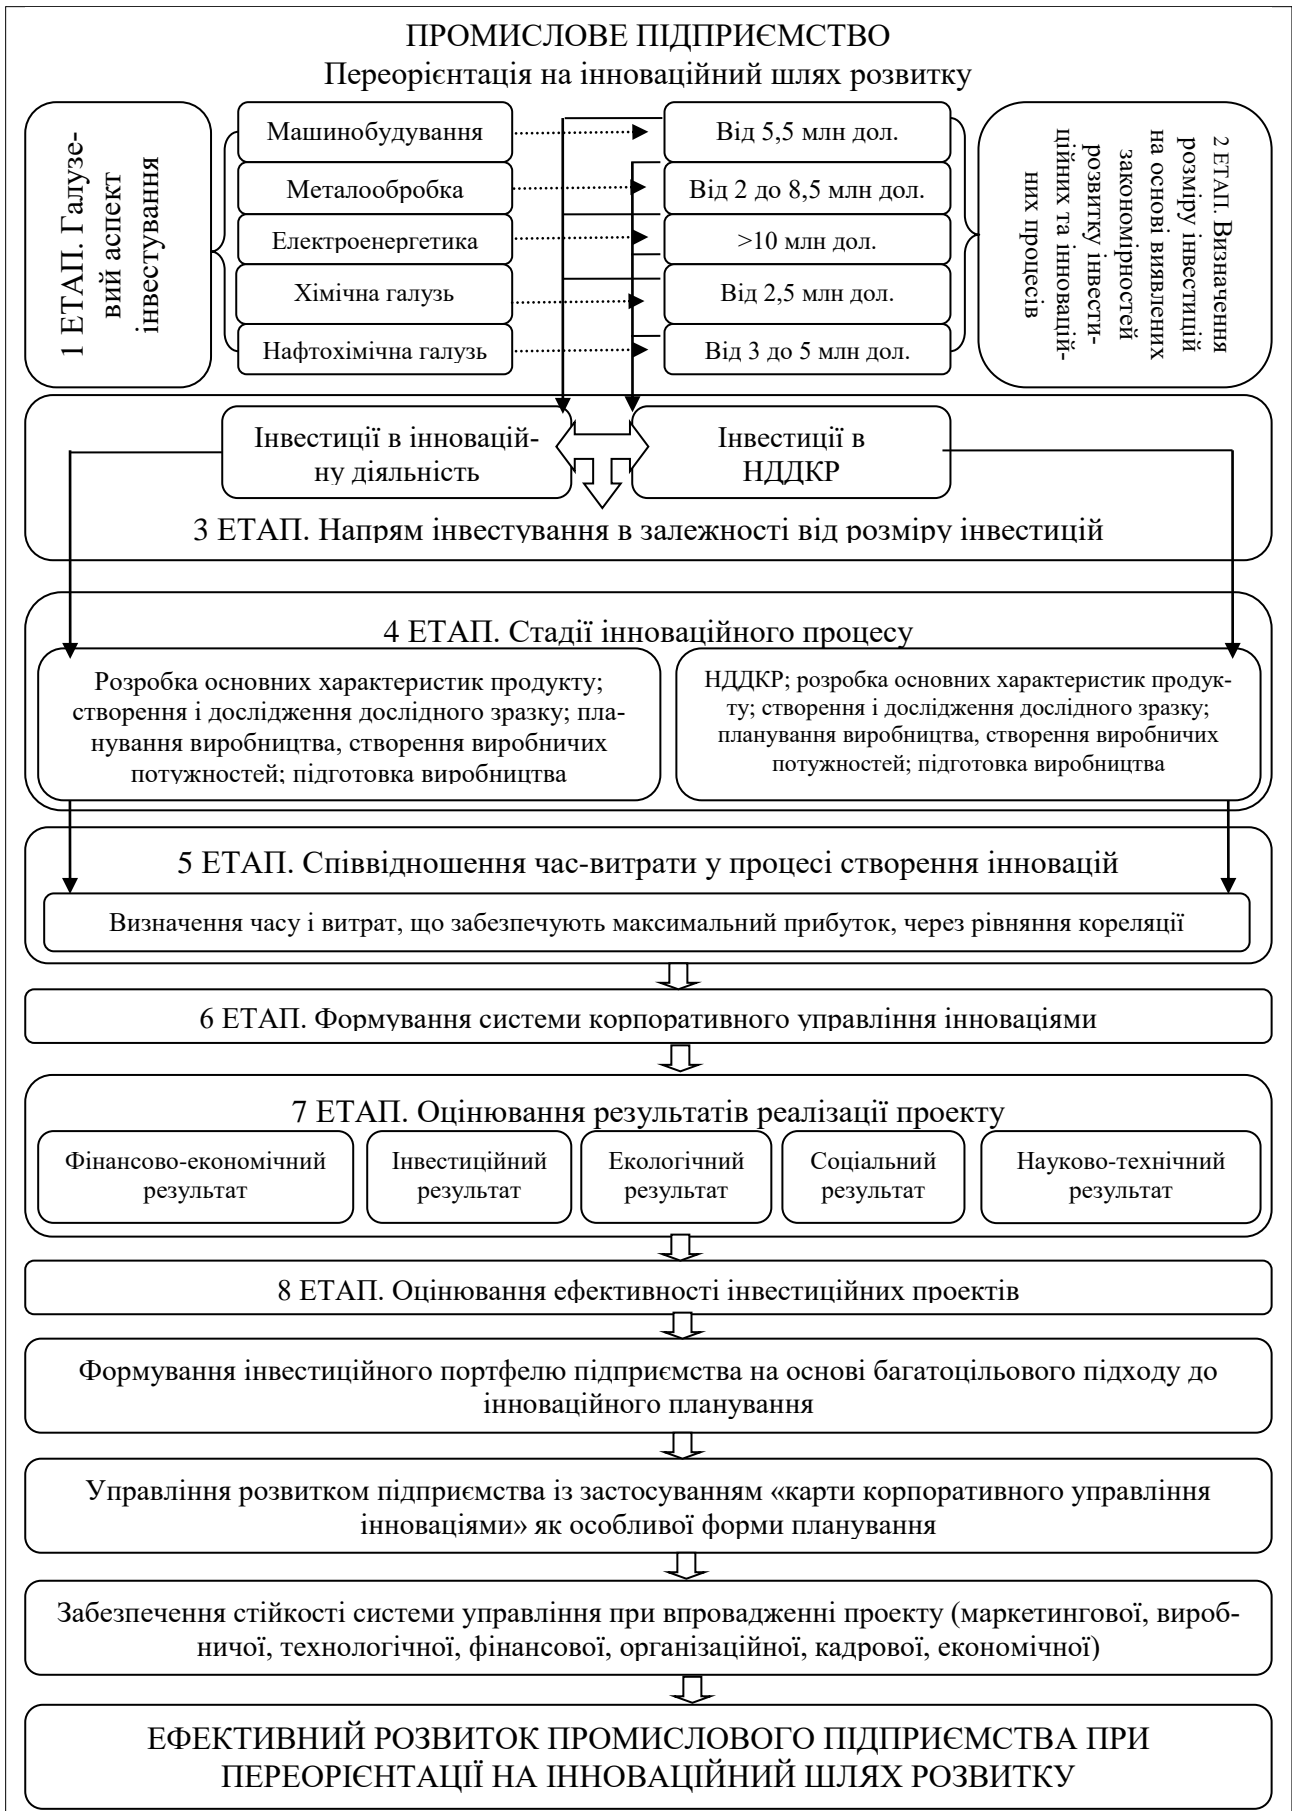 ПРОМИСЛОВЕ ПІДПРИЄМСТВО
Переорієнтація на інноваційний шлях розвитку
1 ЕТАП. Галузе-
вий аспект
інвестування
Машинобудування
Від 5,5 млн дол.
Металообробка
Від 2 до 8,5 млн дол.
Електроенергетика
>10 млн дол.
Хімічна галузь
Від 2,5 млн дол.
Нафтохімічна галузь
Від 3 до 5 млн дол.
2 ЕТАП. Визначення
розміру інвестицій
на основі виявлених
закономірностей
розвитку інвести-
ційних та інновацій-
них процесів
Інвестиції в інновацій-
ну діяльність
Інвестиції в
НДДКР
3 ЕТАП. Напрям інвестування в залежності від розміру інвестицій
4 ЕТАП. Стадії інноваційного процесу
Розробка основних характеристик продукту;
створення і дослідження дослідного зразку; пла-
нування виробництва, створення виробничих
потужностей; підготовка виробництва
НДДКР; розробка основних характеристик продук-
ту; створення і дослідження дослідного зразку;
планування виробництва, створення виробничих
потужностей; підготовка виробництва
5 ЕТАП. Співвідношення час-витрати у процесі створення інновацій
Визначення часу і витрат, що забезпечують максимальний прибуток, через рівняння кореляції
6 ЕТАП. Формування системи корпоративного управління інноваціями
7 ЕТАП. Оцінювання результатів реалізації проекту
Фінансово-економічний
результат
Інвестиційний
результат
Екологічний
результат
Соціальний
результат
Науково-технічний
результат
8 ЕТАП. Оцінювання ефективності інвестиційних проектів
Формування інвестиційного портфелю підприємства на основі багатоцільового підходу до
інноваційного планування
Управління розвитком підприємства із застосуванням «карти корпоративного управління
інноваціями» як особливої форми планування
Забезпечення стійкості системи управління при впровадженні проекту (маркетингової, вироб-
ничої, технологічної, фінансової, організаційної, кадрової, економічної)
ЕФЕКТИВНИЙ РОЗВИТОК ПРОМИСЛОВОГО ПІДПРИЄМСТВА ПРИ
ПЕРЕОРІЄНТАЦІЇ НА ІННОВАЦІЙНИЙ ШЛЯХ РОЗВИТКУ